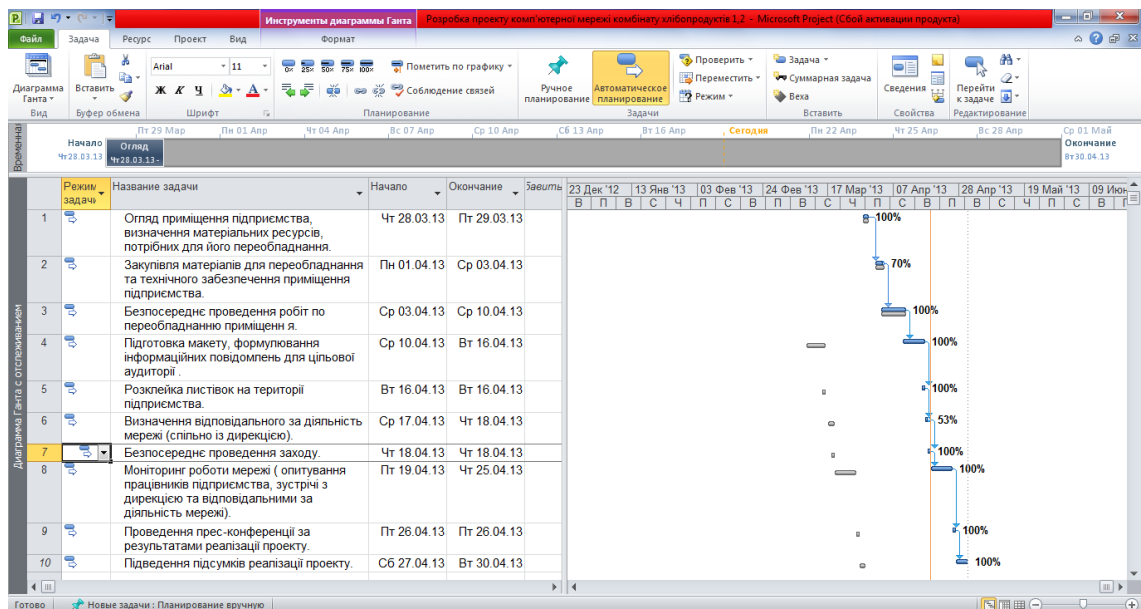 Инструменты диаграммы Ганта
Розробка проекту комп'ютерної мережі комбінату хлібопродуктів 1,2 - Microsoft Project (Сбой активации продукта)
Файл Задача Ресурс Проект Вид Формат
Диаграмма Ганта
Вид
Вставить
Буфер обмена
Arial 11
Ж К Ч А
Шрифт
0% 25% 50% 75% 100%
Пометить по графику
Соблюдение связей
Планирование
Ручное планирование
Автоматическое планирование
Проверить
Переместить
Режим
Задачи
Задача
Суммарная задача
Веха
Вставить
Сведения
Свойства
Перейти к задаче
Редактирование
Пт 29 Мар Пн 01 Апр Чт 04 Апр Вс 07 Апр Ср 10 Апр Сб 13 Апр Вт 16 Апр Сегодня Пн 22 Апр Чт 25 Апр Вс 28 Апр Ср 01 Май
Начало
Чт28.03.13
Огляд
Чт28.03.13-
Окончание
Вт30.04.13
Диаграмма Ганта с отслеживанием
Режим задачи Название задачи Начало Окончание
23 Дек '12 13 Янв '13 03 Фев '13 24 Фев '13 17 Мар '13 07 Апр '13 28 Апр '13 19 Май '13 09 Июн
В П В С Ч П С В П В С Ч П С В П В С Ч П С В П
1 Огляд приміщення підприємства, Чт 28.03.13 Пт 29.03.13 100%
визначення матеріальних ресурсів,
потрібних для його переобладнання.
2 Закупівля матеріалів для переобладнання Пн 01.04.13 Ср 03.04.13 70%
та технічного забезпечення приміщення
підприємства.
3 Безпосереднє проведення робіт по Ср 03.04.13 Ср 10.04.13 100%
переобладнанню приміщенн я.
4 Підготовка макету, формулювання Ср 10.04.13 Вт 16.04.13 100%
інформаційних повідомлень для цільової
аудиторії .
5 Розклейка листівок на території Вт 16.04.13 Вт 16.04.13 100%
підприємства.
6 Визначення відповідального за діяльність Ср 17.04.13 Чт 18.04.13 53%
мережі (спільно із дирекцією).
7 Безпосереднє проведення заходу. Чт 18.04.13 Чт 18.04.13 100%
8 Моніторинг роботи мережі ( опитування Пт 19.04.13 Чт 25.04.13 100%
працівників підприємства, зустрічі з
дирекцією та відповідальними за
діяльність мережі).
9 Проведення прес-конференції за Пт 26.04.13 Пт 26.04.13 100%
результатами реалізації проекту.
10 Підведення підсумків реалізації проекту. Сб 27.04.13 Вт 30.04.13 100%
Готово Новые задачи : Планирование вручную